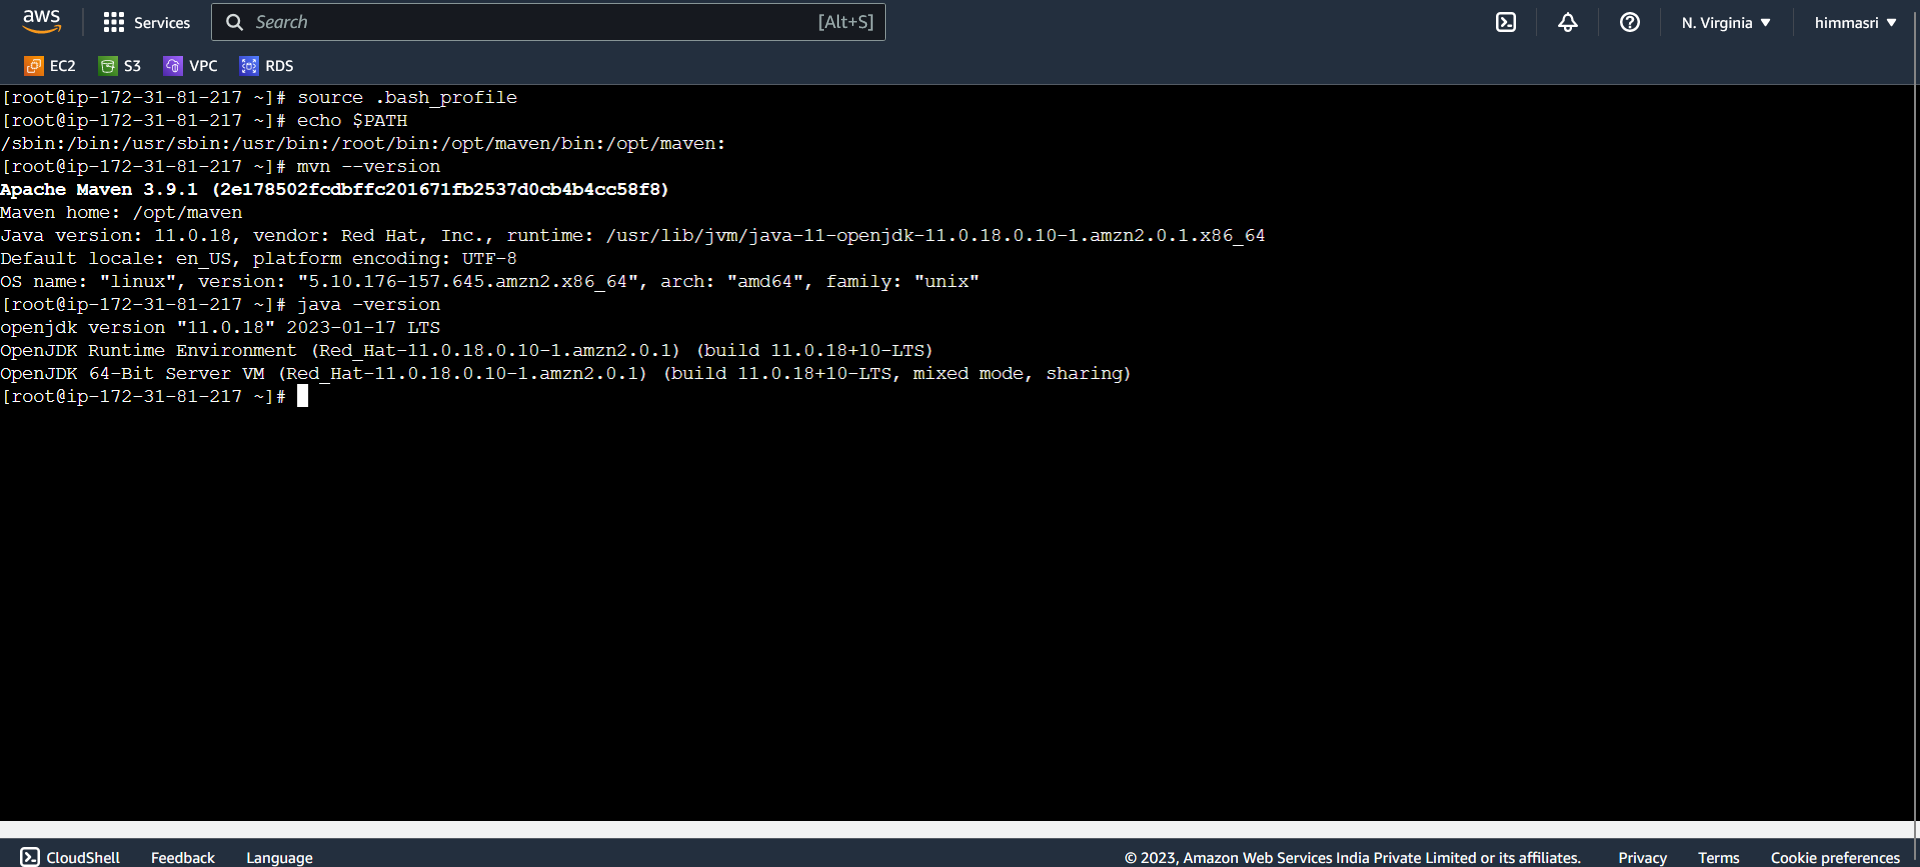 aws Services Search [Alt+S] N. Virginia himmasri
EC2 S3 VPC RDS
[root@ip-172-31-81-217 ~]# source .bash_profile
[root@ip-172-31-81-217 ~]# echo $PATH
/sbin:/bin:/usr/sbin:/usr/bin:/root/bin:/opt/maven/bin:/opt/maven:
[root@ip-172-31-81-217 ~]# mvn --version
Apache Maven 3.9.1 (2e178502fcdbffc201671fb2537d0cb4b4cc58f8)
Maven home: /opt/maven
Java version: 11.0.18, vendor: Red Hat, Inc., runtime: /usr/lib/jvm/java-11-openjdk-11.0.18.0.10-1.amzn2.0.1.x86_64
Default locale: en_US, platform encoding: UTF-8
OS name: "linux", version: "5.10.176-157.645.amzn2.x86_64", arch: "amd64", family: "unix"
[root@ip-172-31-81-217 ~]# java -version
openjdk version "11.0.18" 2023-01-17 LTS
OpenJDK Runtime Environment (Red_Hat-11.0.18.0.10-1.amzn2.0.1) (build 11.0.18+10-LTS)
OpenJDK 64-Bit Server VM (Red_Hat-11.0.18.0.10-1.amzn2.0.1) (build 11.0.18+10-LTS, mixed mode, sharing)
[root@ip-172-31-81-217 ~]#
CloudShell Feedback Language © 2023, Amazon Web Services India Private Limited or its affiliates. Privacy Terms Cookie preferences